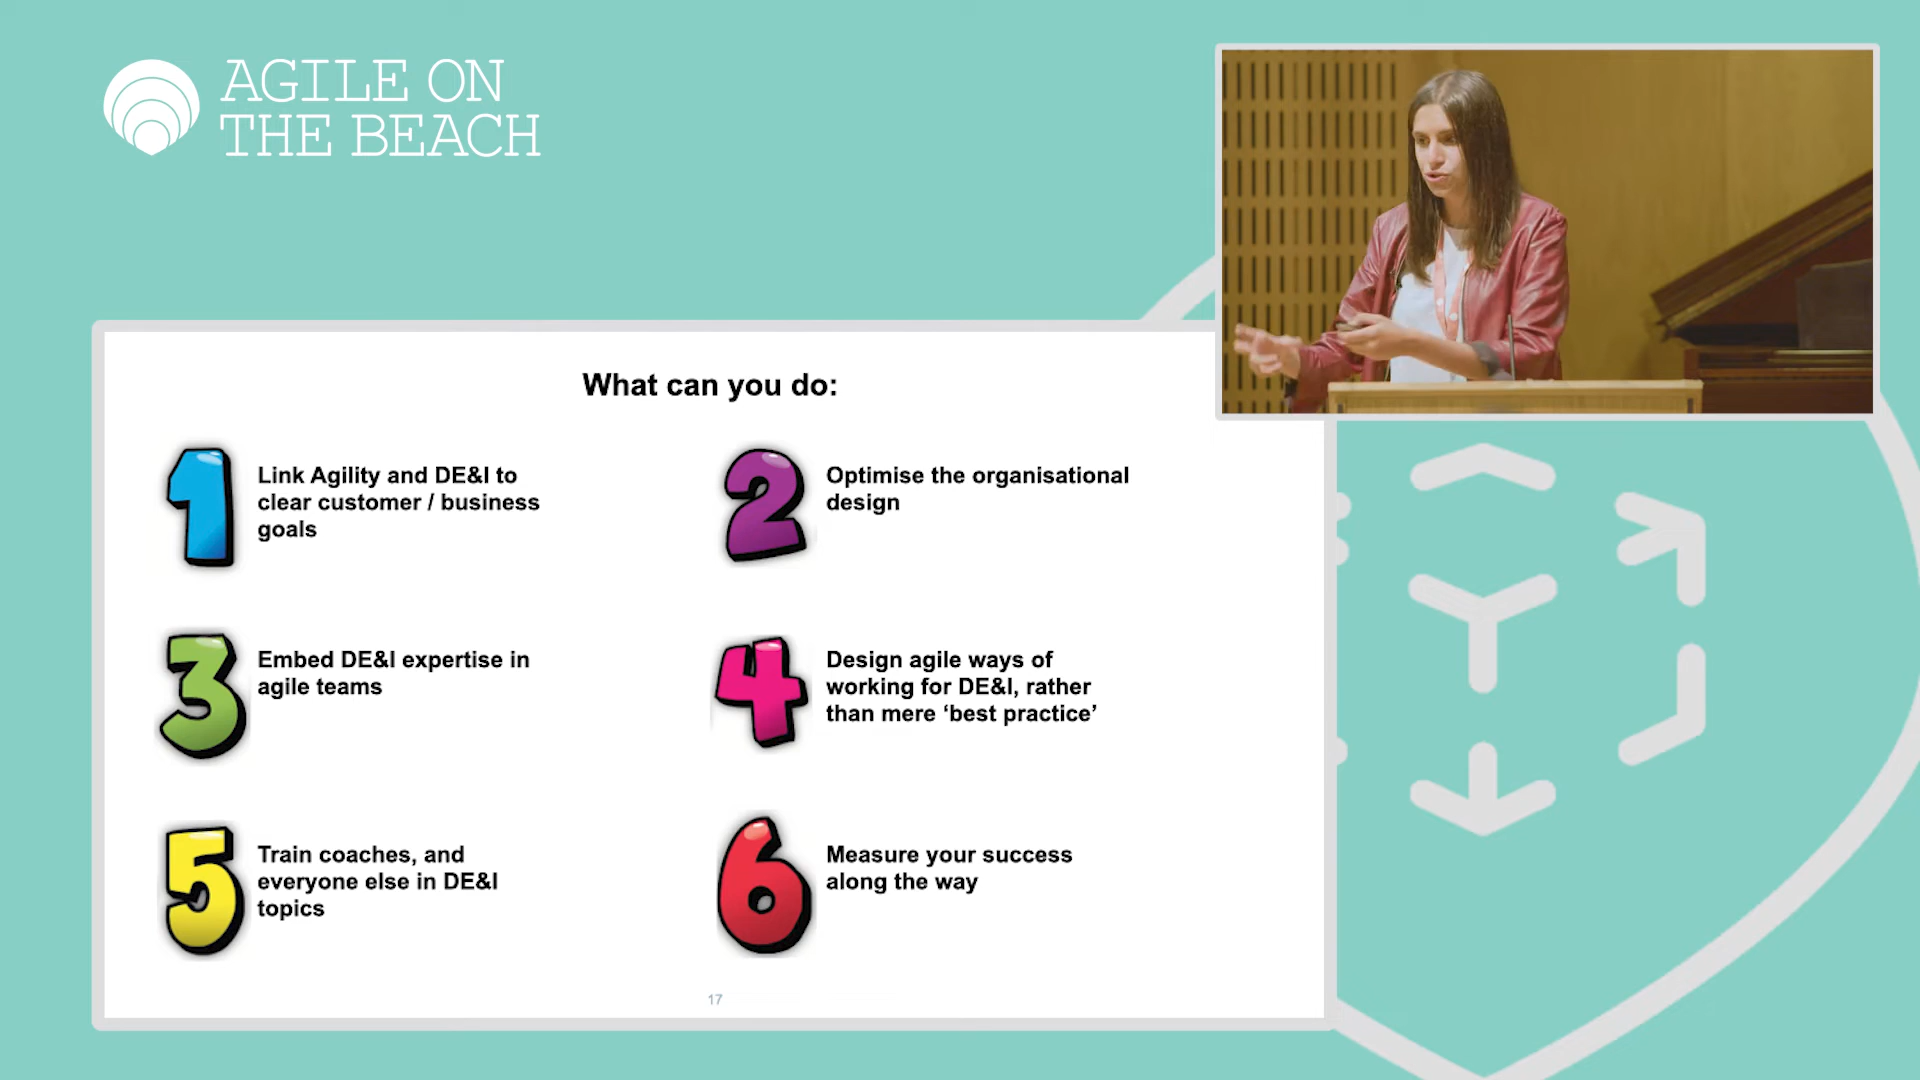 AGILE ON
THE BEACH
What can you do:
1
Link Agility and DE&I to
clear customer / business
goals
2
Optimise the organisational
design
3
Embed DE&I expertise in
agile teams
4
Design agile ways of
working for DE&I, rather
than mere ‘best practice’
5
Train coaches, and
everyone else in DE&I
topics
6
Measure your success
along the way
17